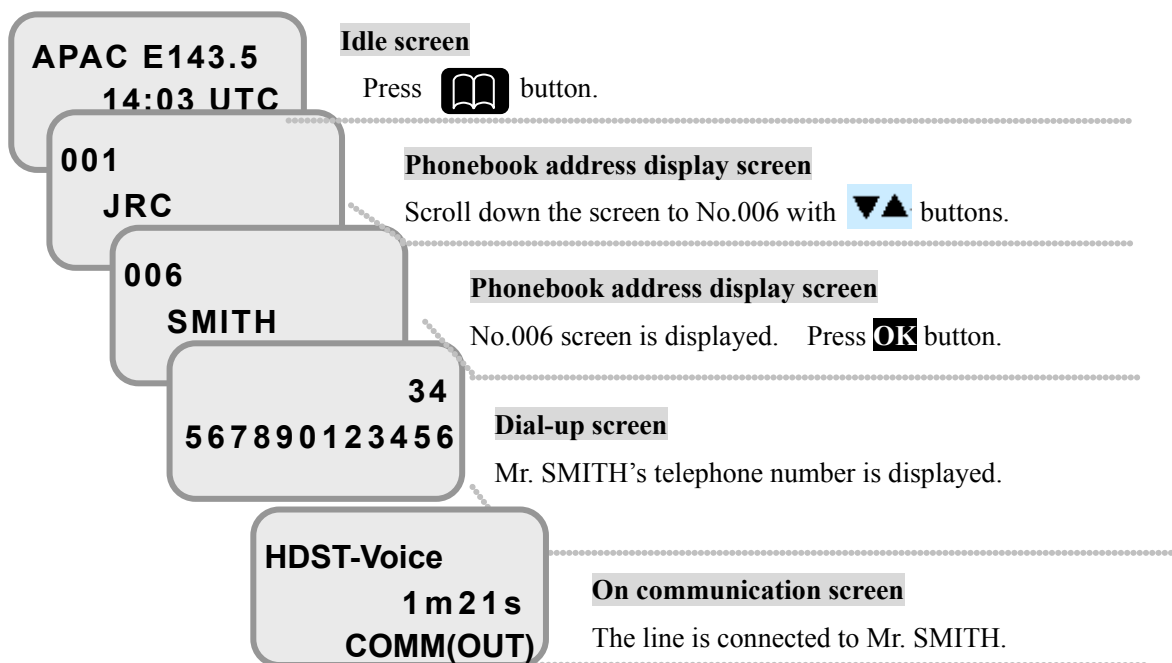 APAC E143.5
14:03 UTC
Idle screen
Press button.
001
JRC
Phonebook address display screen
Scroll down the screen to No.006 with ▼▲ buttons.
006
SMITH
Phonebook address display screen
No.006 screen is displayed. Press OK button.
34
567890123456
Dial-up screen
Mr. SMITH’s telephone number is displayed.
HDST-Voice
1m21s
COMM(OUT)
On communication screen
The line is connected to Mr. SMITH.